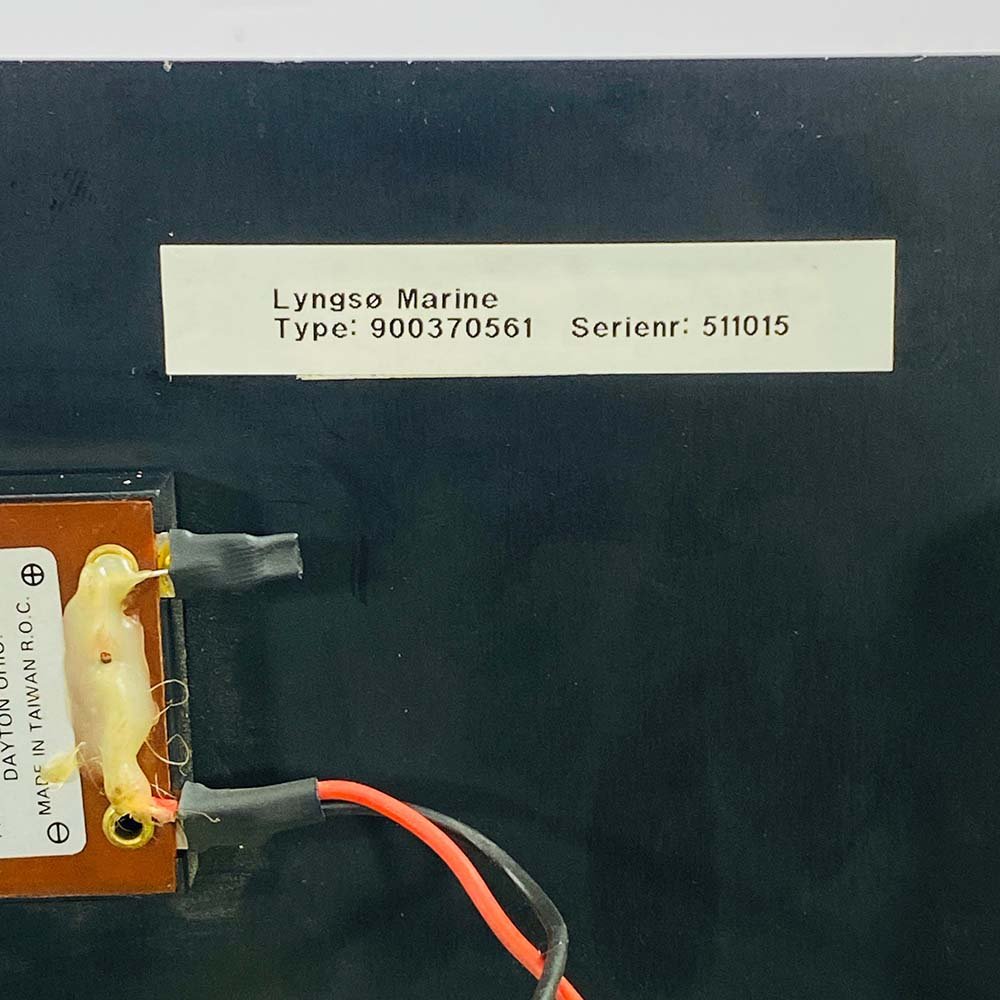 Lyngsø Marine
Type: 900370561 Serienr: 511015
DAYTON
MADE IN TAIWAN R.O.C.